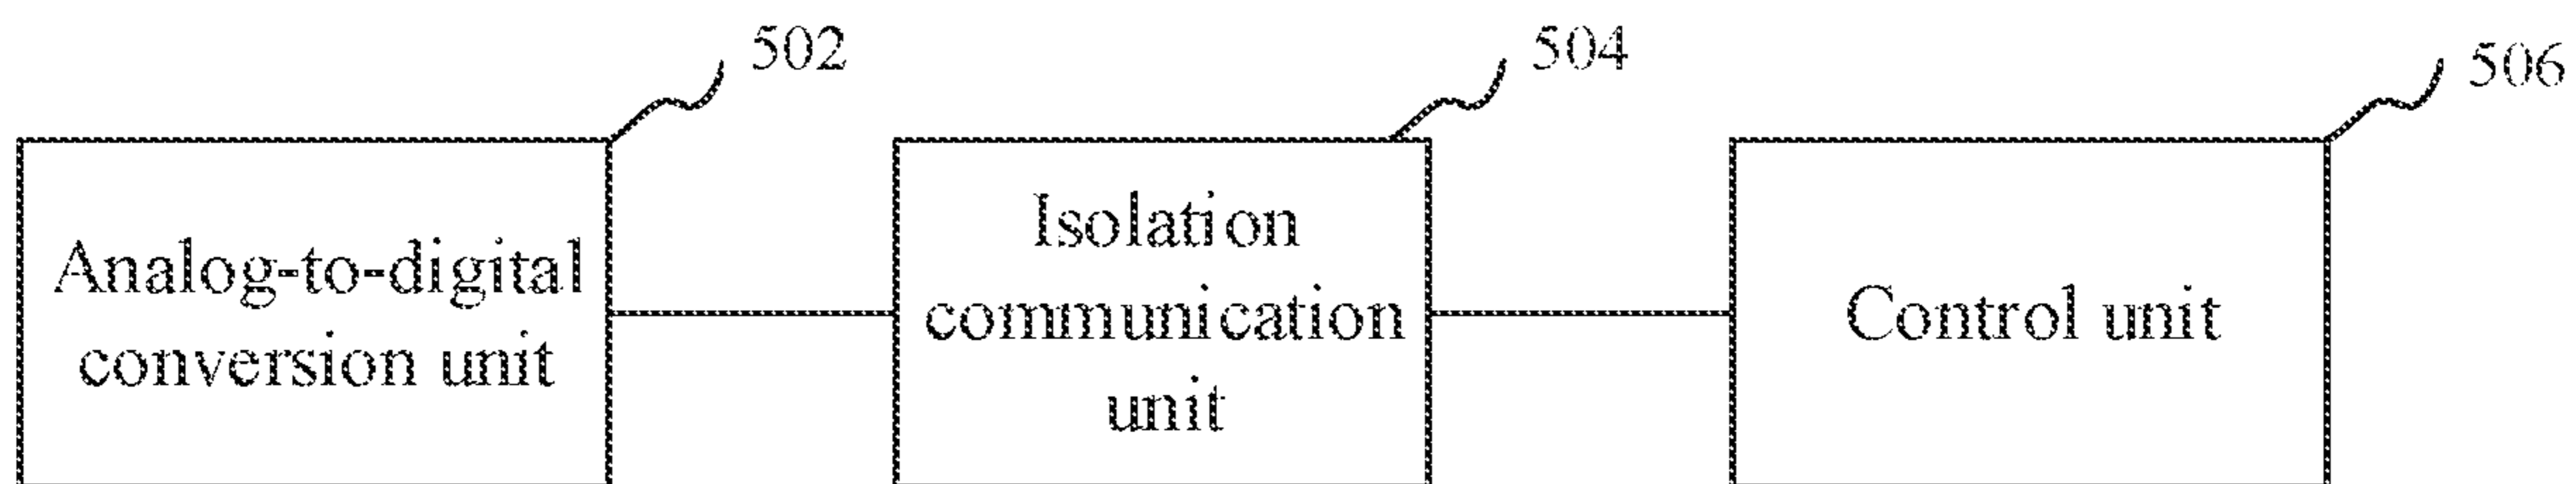 502
504
506
Analog-to-digital
conversion unit
Isolation
communication
unit
Control unit